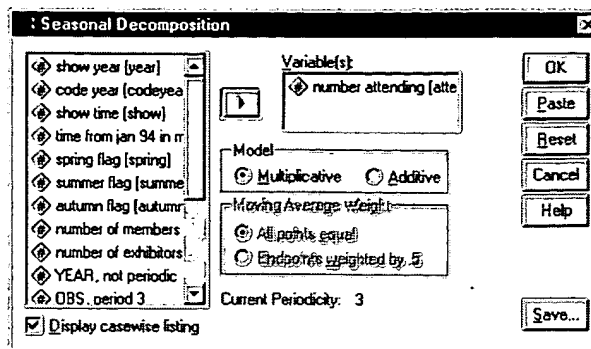 : Seasonal Decomposition
show year [year]
code year [codeyea
show time [show]
time from jan 94 in m
spring flag [spring]
summer flag [summe
autumn flag [autumn
number of members
number of exhibitors
YEAR, not periodic
OBS, period 3
Display casewise listing
Variable(s):
number attending [atte
Model
Multiplicative
Additive
Moving Average Weight
All points equal
Endpoints weighted by .5
Current Periodicity: 3
OK
Paste
Reset
Cancel
Help
Save...